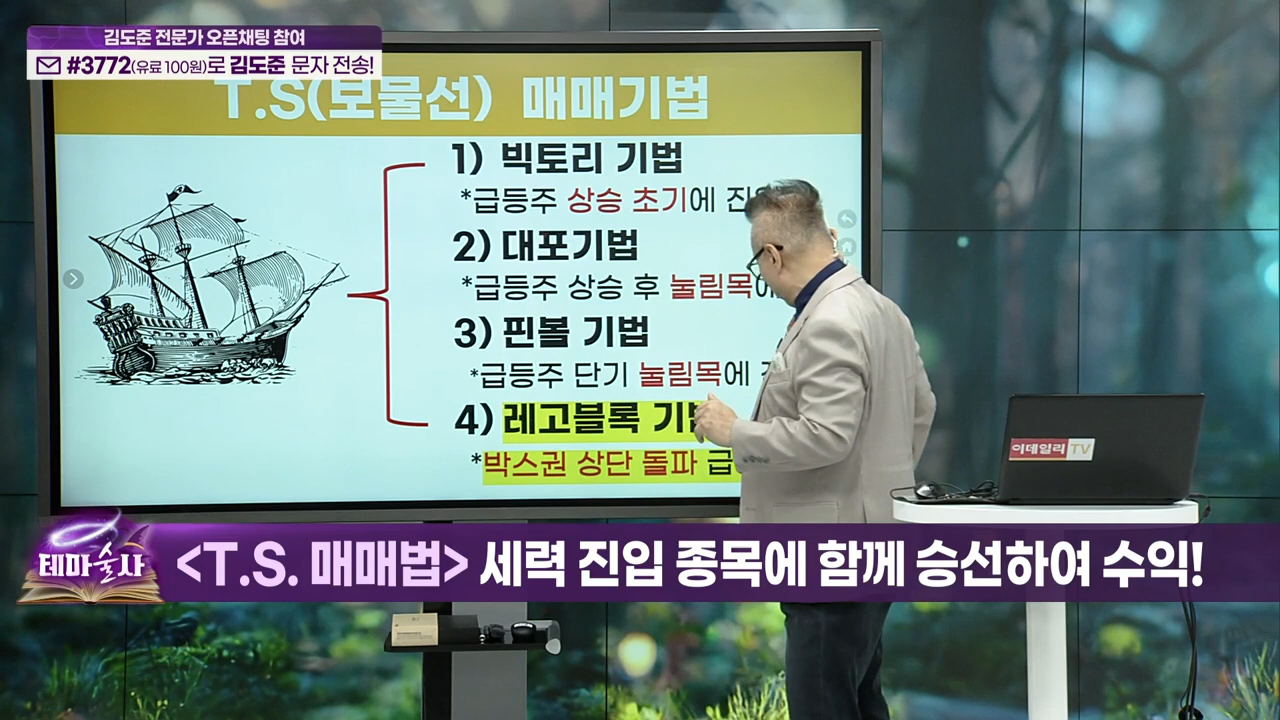 김도준 전문가 오픈채팅 참여
#3772(유료 100원)로 김도준 문자 전송!
T.S(보물선) 매매기법
1) 빅토리 기법
*급등주 상승 초기에
2) 대포기법
*급등주 상승 후 눌림목에
3) 핀볼 기법
*급등주 단기 눌림목에
4) 레고블록 기법
*박스권 상단 돌파
이데일리TV
테마술사
<T.S. 매매법> 세력 진입 종목에 함께 승선하여 수익!